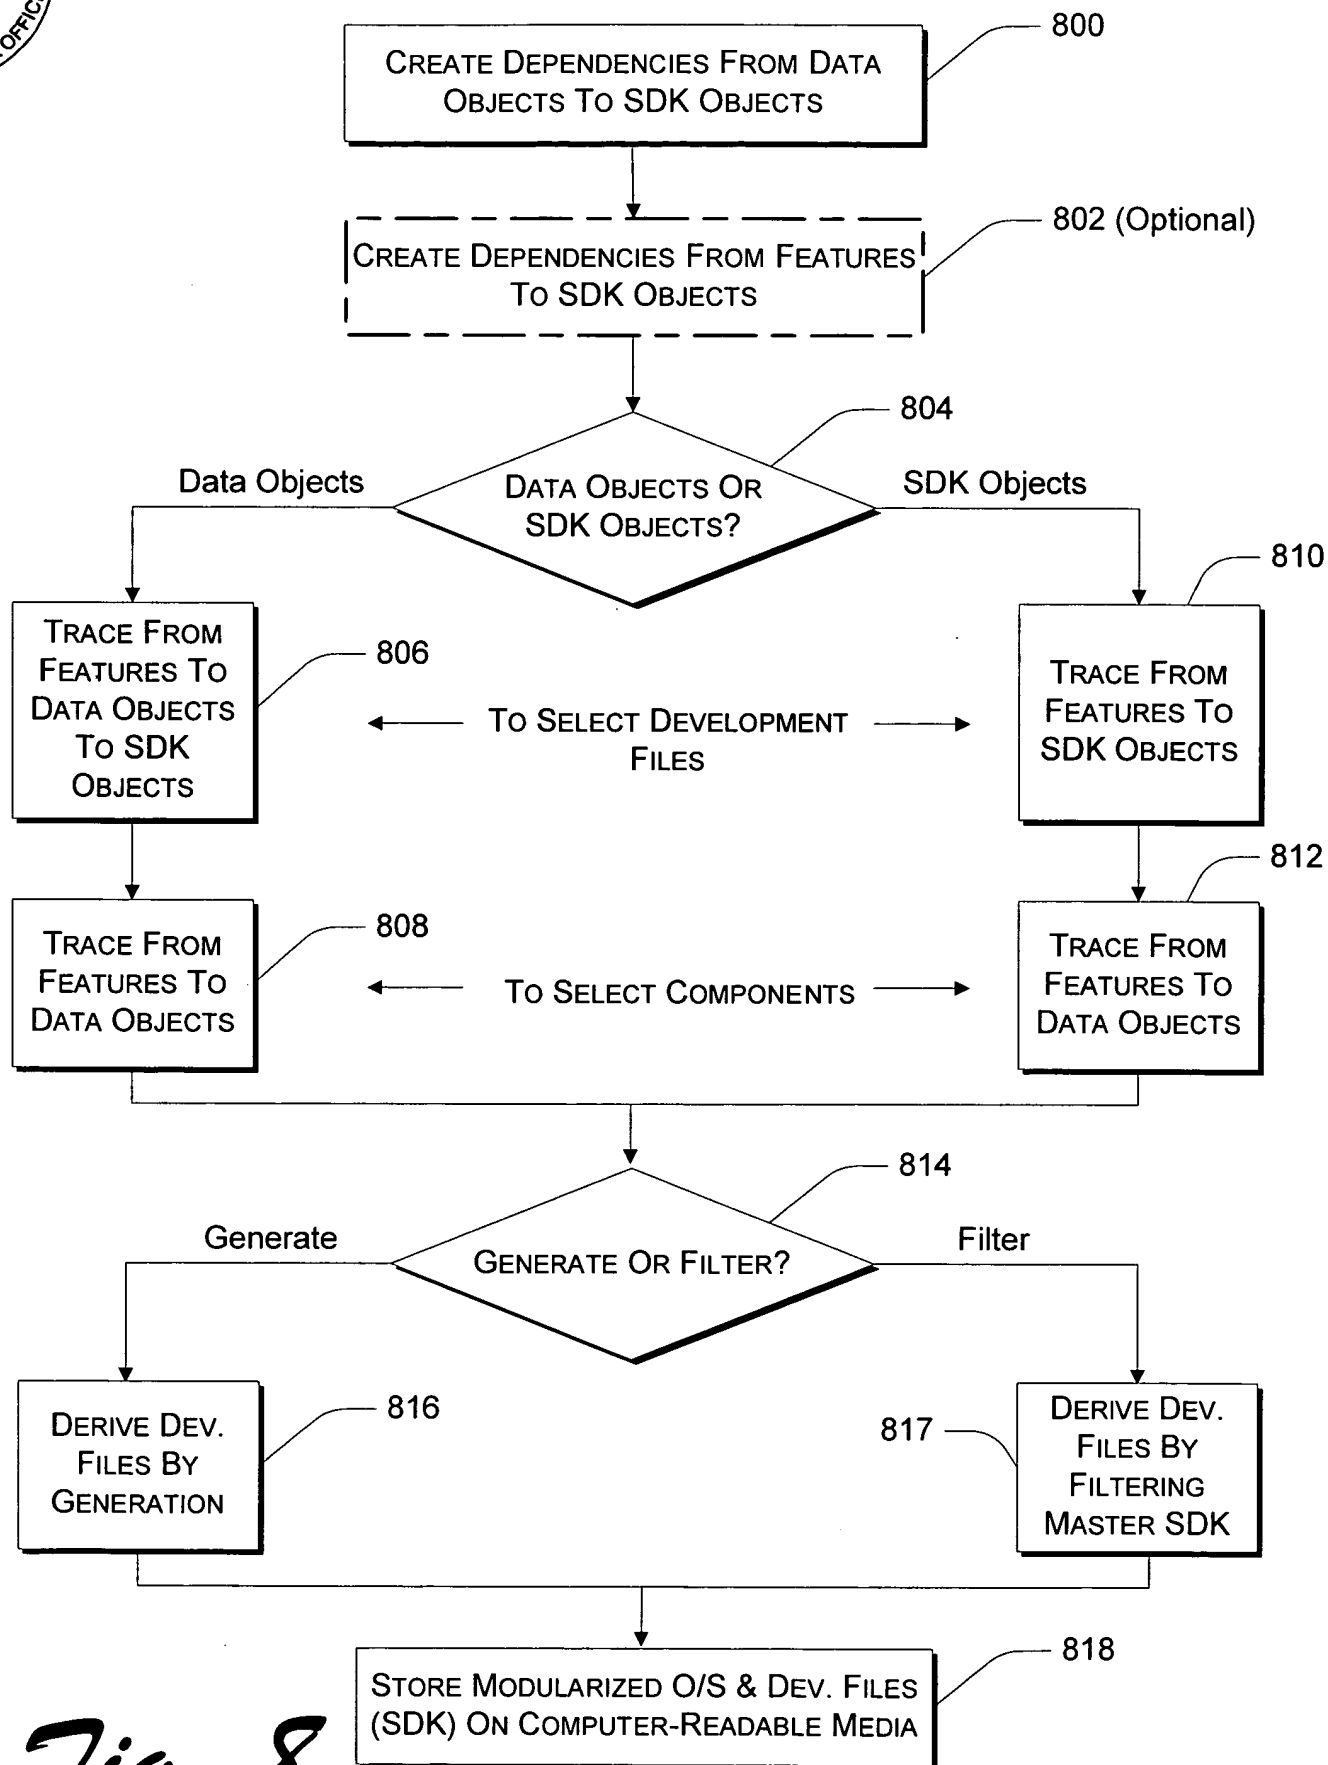 OFFIC
800
CREATE DEPENDENCIES FROM DATA
OBJECTS TO SDK OBJECTS
802 (Optional)
CREATE DEPENDENCIES FROM FEATURES
TO SDK OBJECTS
804
Data Objects
DATA OBJECTS OR
SDK OBJECTS?
SDK Objects
810
TRACE FROM
FEATURES TO
DATA OBJECTS
TO SDK
OBJECTS
806
TO SELECT DEVELOPMENT
FILES
TRACE FROM
FEATURES TO
SDK OBJECTS
812
TRACE FROM
FEATURES TO
DATA OBJECTS
808
TO SELECT COMPONENTS
TRACE FROM
FEATURES TO
DATA OBJECTS
814
Generate
GENERATE OR FILTER?
Filter
DERIVE DEV.
FILES BY
GENERATION
816
817
DERIVE DEV.
FILES BY
FILTERING
MASTER SDK
818
STORE MODULARIZED O/S & DEV. FILES
(SDK) ON COMPUTER-READABLE MEDIA
Fig. 8